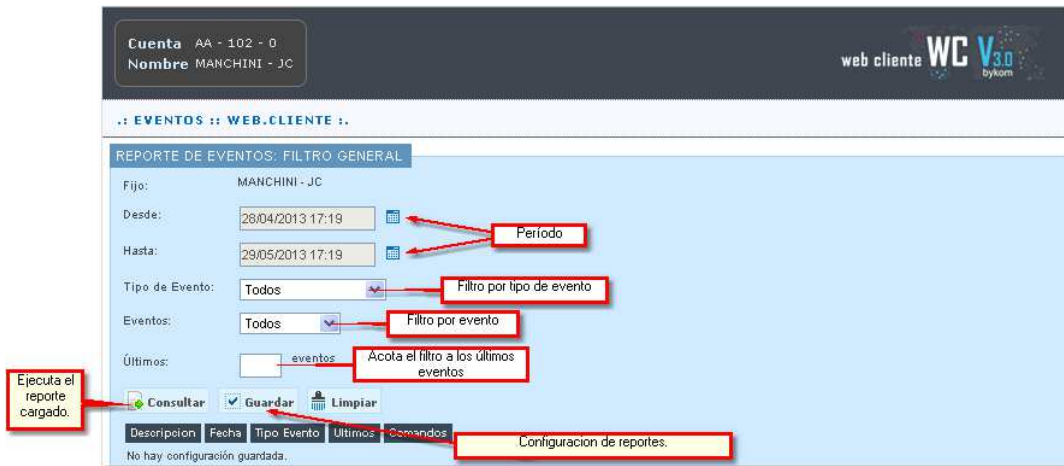 Cuenta AA - 102 - 0
Nombre MANCHINI - JC
web cliente WC V3.0
bykom
.: EVENTOS :: WEB.CLIENTE :.
REPORTE DE EVENTOS: FILTRO GENERAL
Fijo: MANCHINI - JC
Desde: 28/04/2013 17:19
Período
Hasta: 29/05/2013 17:19
Tipo de Evento: Todos
Filtro por tipo de evento
Eventos: Todos
Filtro por evento
Últimos: eventos
Acota el filtro a los últimos
eventos
Ejecuta el
reporte
cargado.
Consultar Guardar Limpiar
Descripcion Fecha Tipo Evento Ultimos Comandos
Configuracion de reportes.
No hay configuración guardada.